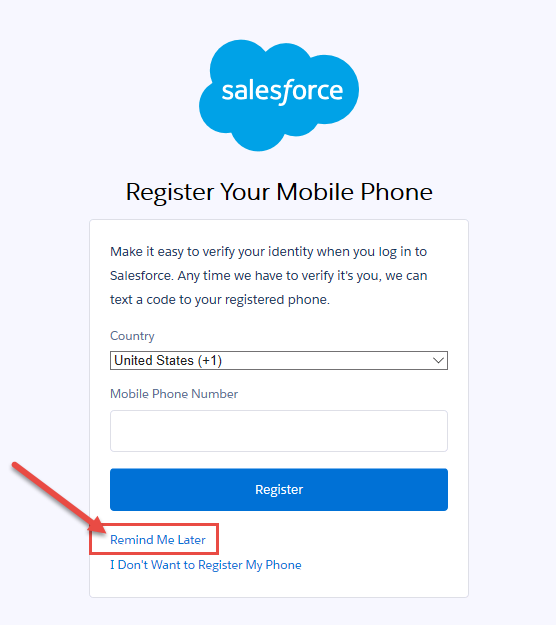 salesforce
Register Your Mobile Phone
Make it easy to verify your identity when you log in to
Salesforce. Any time we have to verify it's you, we can
text a code to your registered phone.
Country
United States (+1)
Mobile Phone Number
Register
Remind Me Later
I Don't Want to Register My Phone